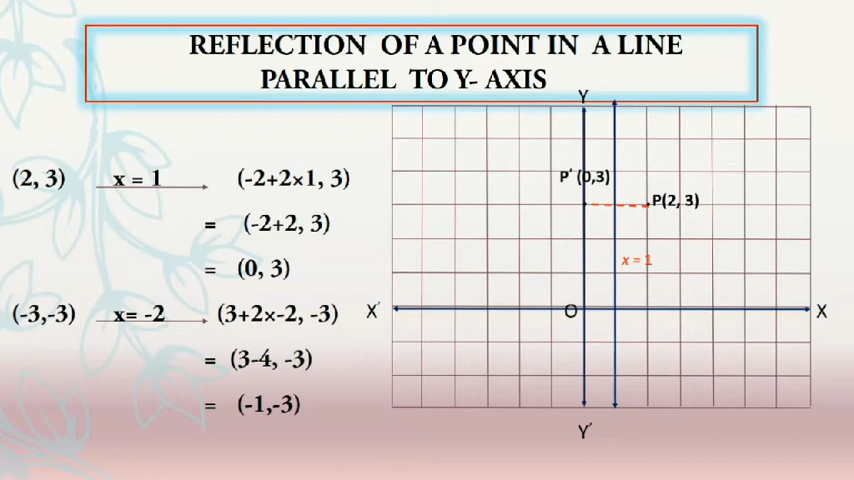 REFLECTION OF A POINT IN A LINE
PARALLEL TO Y- AXIS
(2, 3) x = 1 (-2+2×1, 3)
= (-2+2, 3)
= (0, 3)
(-3,-3) x= -2 (3+2×-2, -3)
= (3-4, -3)
= (-1,-3)
Y
P′ (0,3)
P(2, 3)
x = 1
X′
O
X
Y′